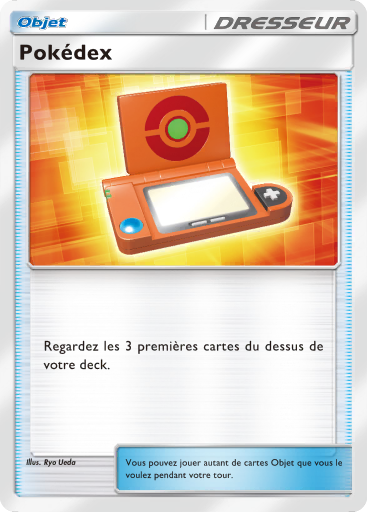 Objet
DRESSEUR
Pokédex
Regardez les 3 premières cartes du dessus de
votre deck.
Illus. Ryo Ueda
Vous pouvez jouer autant de cartes Objet que vous le
voulez pendant votre tour.